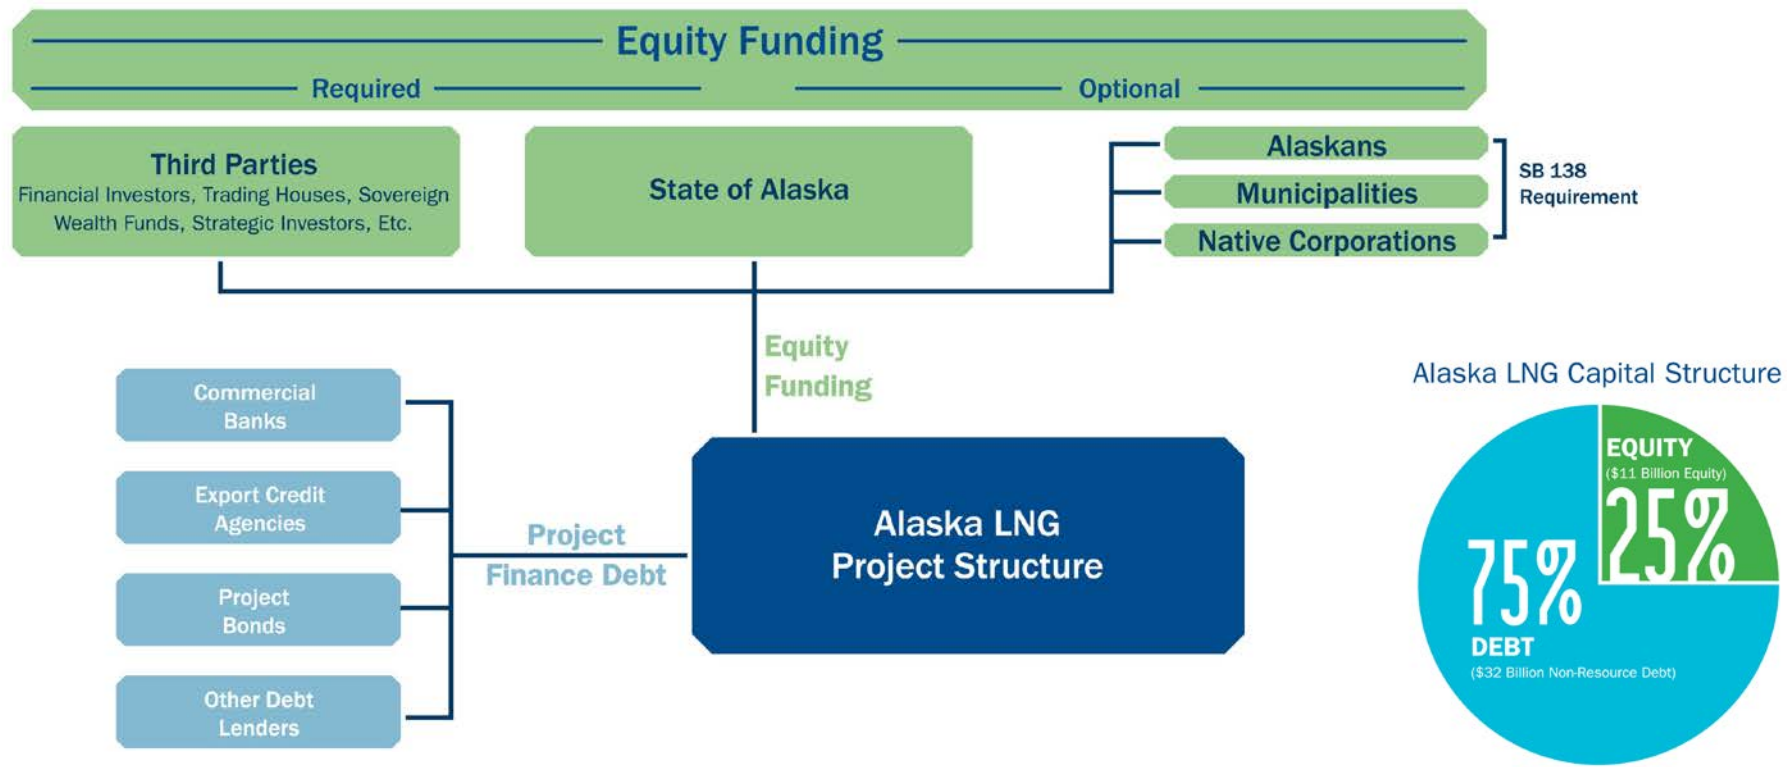 Equity Funding
Required
Optional
Third Parties
Financial Investors, Trading Houses, Sovereign
Wealth Funds, Strategic Investors, Etc.
State of Alaska
Alaskans
Municipalities
Native Corporations
SB 138
Requirement
Equity
Funding
Commercial
Banks
Export Credit
Agencies
Project
Bonds
Other Debt
Lenders
Project
Finance Debt
Alaska LNG
Project Structure
Alaska LNG Capital Structure
EQUITY
($11 Billion Equity)
25%
75%
DEBT
($32 Billion Non-Resource Debt)